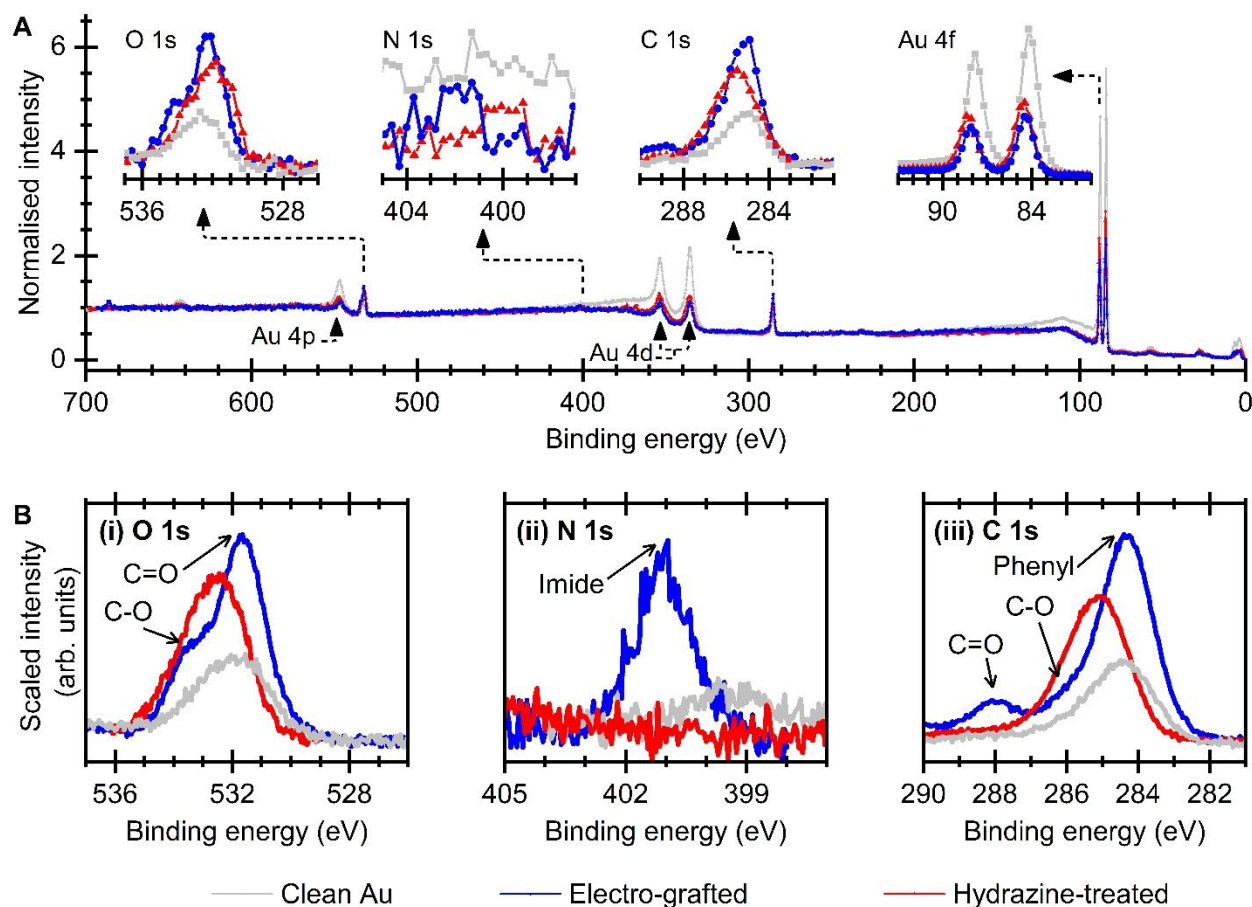 A
O 1s
N 1s
C 1s
Au 4f
6
4
2
0
Normalised intensity
536
528
404
400
288
284
90
84
Au 4p
Au 4d
700
600
500
400
300
200
100
0
Binding energy (eV)
B
(i) O 1s
C=O
C-O
Scaled intensity
(arb. units)
536
532
528
Binding energy (eV)
(ii) N 1s
Imide
405
402
399
Binding energy (eV)
(iii) C 1s
Phenyl
C-O
C=O
290
288
286
284
282
Binding energy (eV)
Clean Au
Electro-grafted
Hydrazine-treated